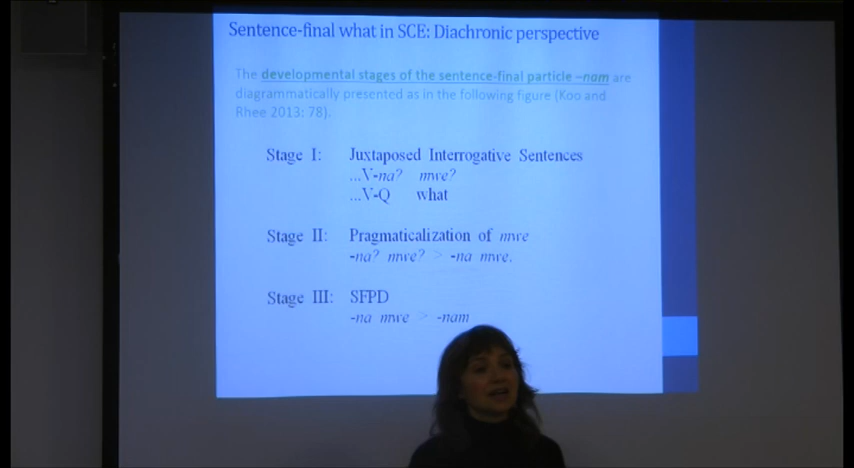 Sentence-final what in SCE: Diachronic perspective
The developmental stages of the sentence-final particle –nam are
diagrammatically presented as in the following figure (Koo and
Rhee 2013: 78).
Stage I: Juxtaposed Interrogative Sentences
...V-na? mwe?
...V-Q what
Stage II: Pragmaticalization of mwe
-na? mwe? > -na mwe.
Stage III: SFPD
-na mwe > -nam